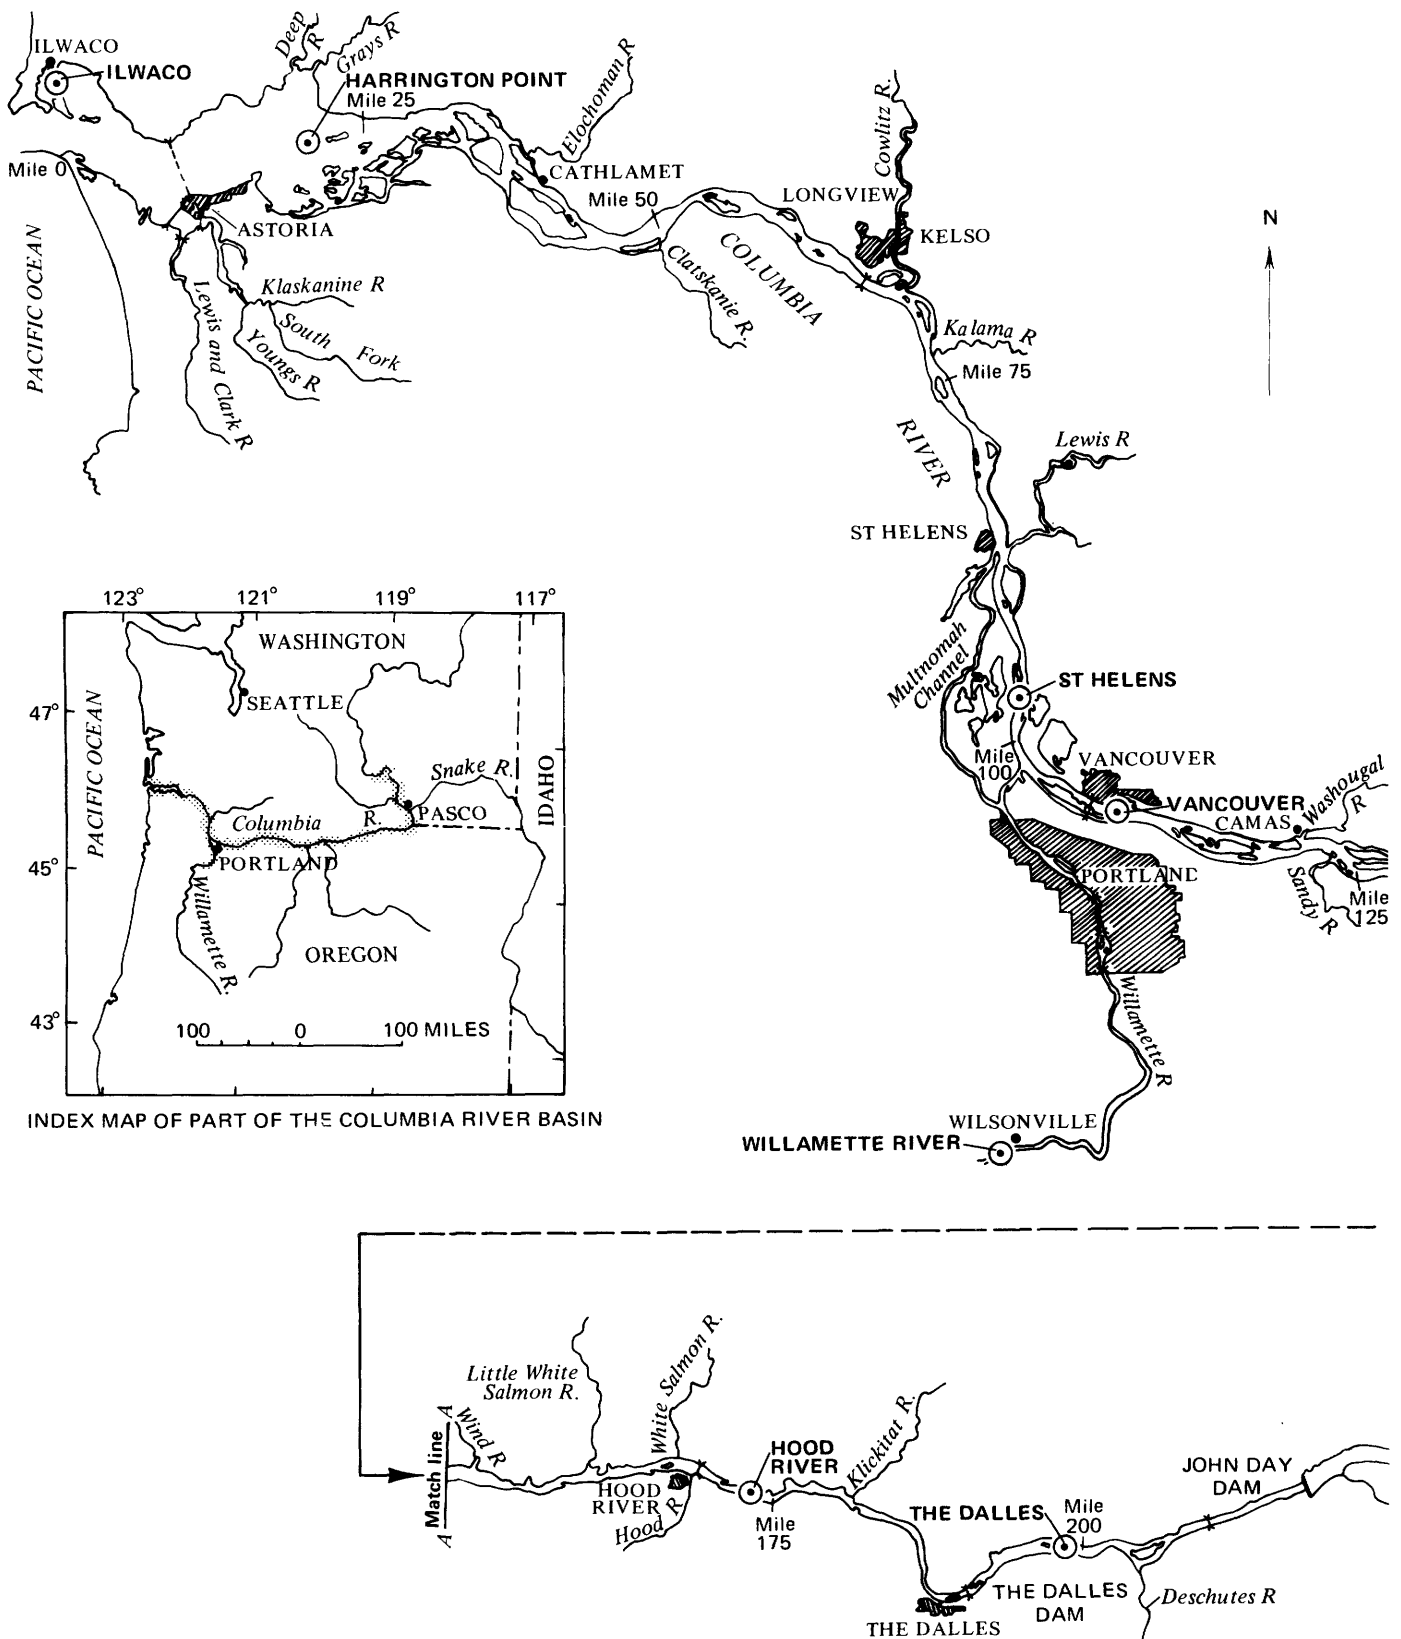 Deep
R
Grays R
ILWACO
ILWACO
HARRINGTON POINT
Mile 25
Elochoman R
Cowlitz R.
Mile 0
CATHLAMET
Mile 50
LONGVIEW
KELSO
N
ASTORIA
PACIFIC OCEAN
COLUMBIA
Clatskanie R.
Klaskanine R
South Fork
Youngs R
Lewis and Clark R
Kalama R
Mile 75
RIVER
Lewis R
ST HELENS
Multnomah
Channel
ST HELENS
Mile
100
VANCOUVER
VANCOUVER
CAMAS
Washougal
R
PORTLAND
Sandy R
Mile
125
Willamette R
WILSONVILLE
WILLAMETTE RIVER
123° 121° 119° 117°
WASHINGTON
SEATTLE
47°
PACIFIC OCEAN
Snake R.
IDAHO
PASCO
Columbia R.
PORTLAND
45°
Willamette R.
OREGON
43°
100 0 100 MILES
INDEX MAP OF PART OF THE COLUMBIA RIVER BASIN
Little White
Salmon R.
White Salmon R.
A
Wind R
Match line
A
HOOD
RIVER
Hood R
HOOD
RIVER
Mile
175
Klickitat R.
THE DALLES
Mile
200
JOHN DAY
DAM
THE DALLES
DAM
Deschutes R
THE DALLES